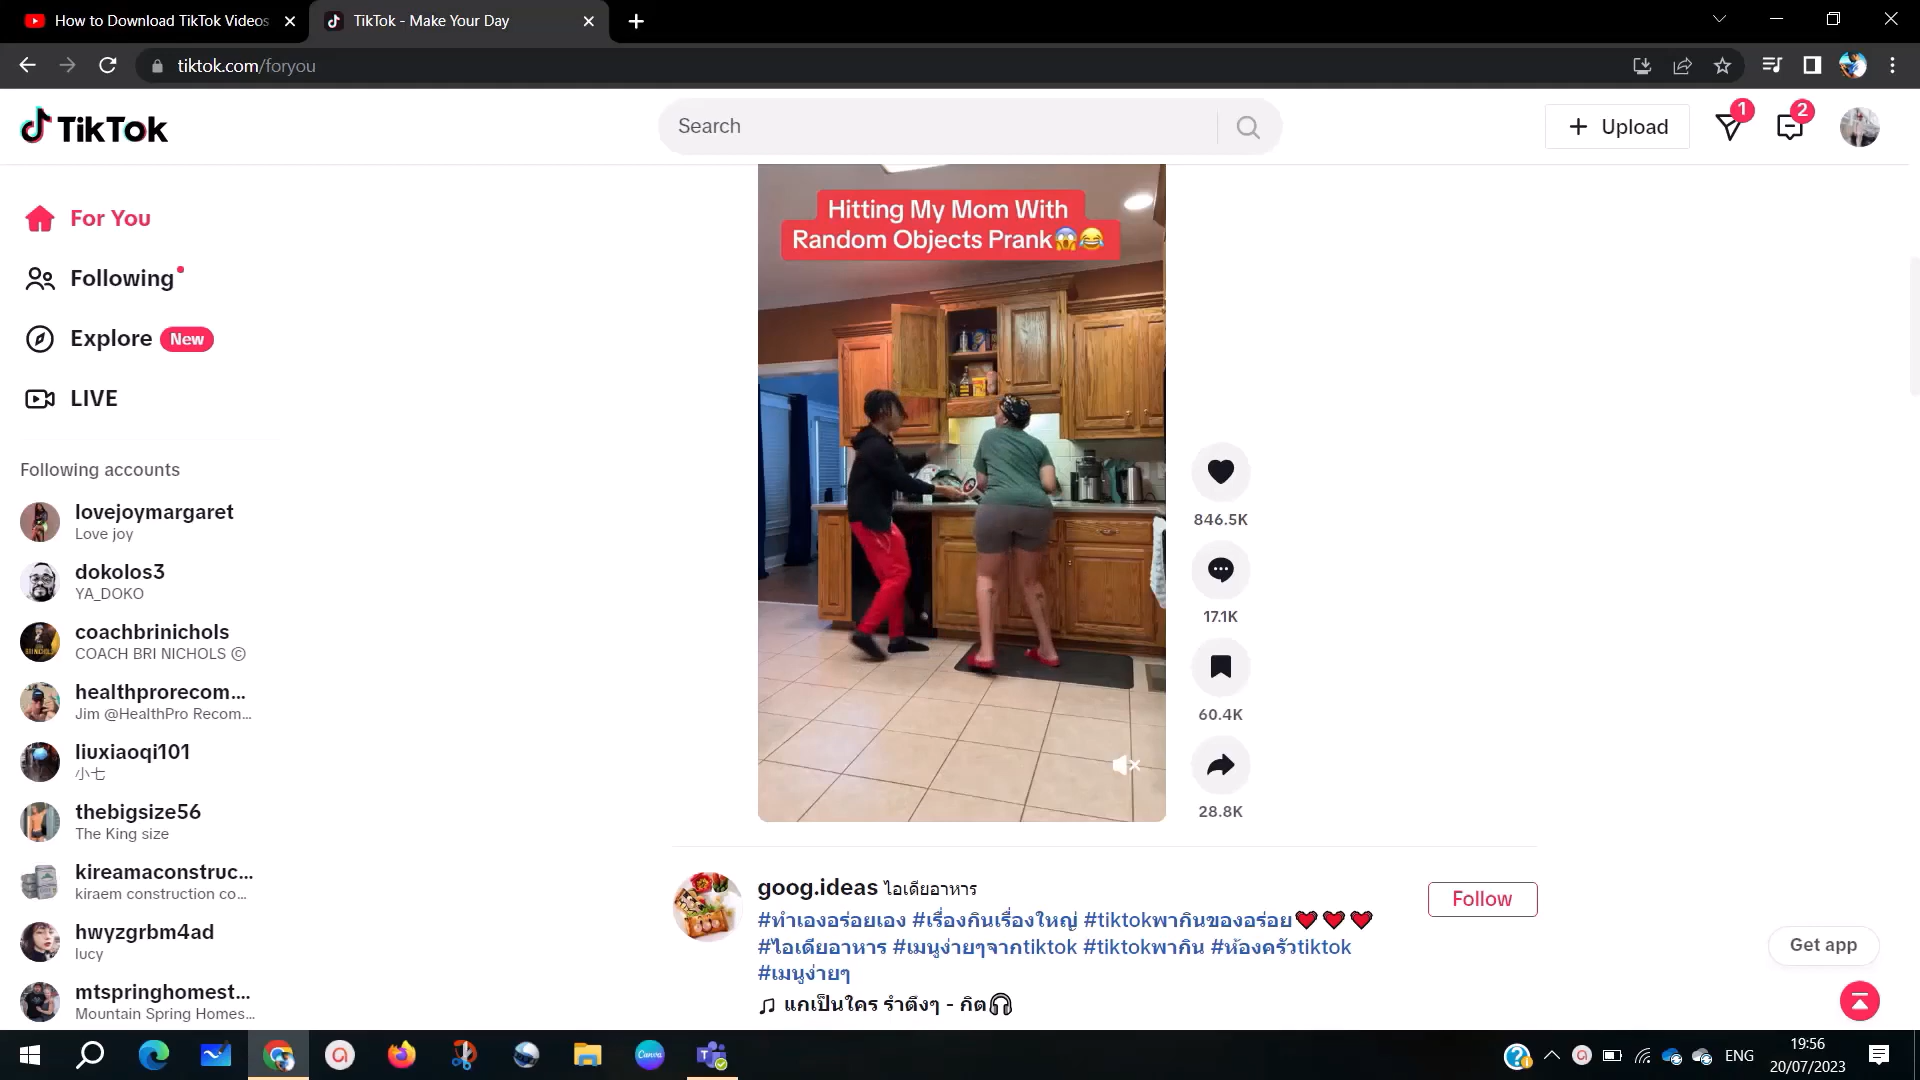 How to Download TikTok Videos
TikTok - Make Your Day
tiktok.com/foryou
TikTok
Search
Upload
1
2
For You
Following
Explore New
LIVE
Following accounts
lovejoymargaret
Love joy
dokolos3
YA_DOKO
coachbrinichols
COACH BRI NICHOLS ©
healthprorecom...
Jim @HealthPro Recom...
liuxiaoqi101
小七
thebigsize56
The King size
kireamaconstruc...
kiraem construction co...
hwyzgrbm4ad
lucy
mtspringhomest...
Mountain Spring Homes...
Hitting My Mom With
Random Objects Prank😱😂
846.5K
17.1K
60.4K
28.8K
goog.ideas ไอเดียอาหาร
Follow
#ทําเองอร่อยเอง #เรื่องกินเรื่องใหญ่ #tiktokพากินของอร่อย💓💓💓
#ไอเดียอาหาร #เมนูง่ายๆจากtiktok #tiktokพากิน #ห้องครัวtiktok
#เมนูง่ายๆ
♫ แกเป็นใคร รําตึงๆ - กิต🎧
Get app
Canva
ENG
19:56
20/07/2023